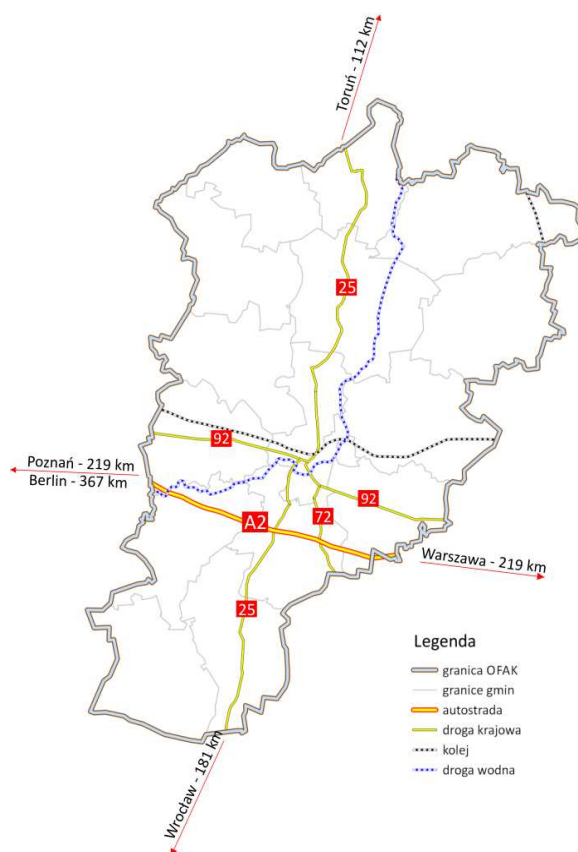 Toruń - 112 km
25
92
Poznań - 219 km
Berlin - 367 km
92
A2
72
Warszawa - 219 km
25
Wrocław - 181 km
Legenda
granica OFAK
granice gmin
autostrada
droga krajowa
kolej
droga wodna